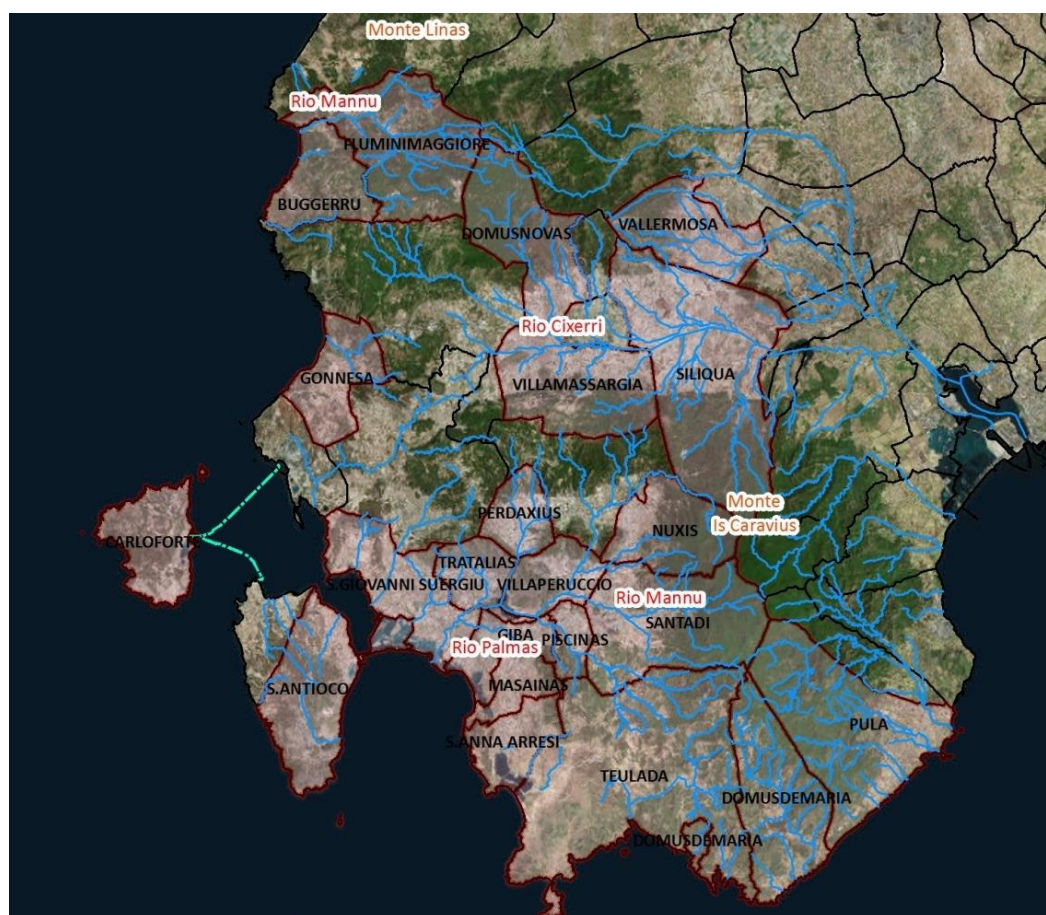 Monte Linas
Rio Mannu
FLUMINIMAGGIORE
BUGGERRU
VALLERMOSA
DOMUSNOVAS
Rio Cixerri
GONNESA
VILLAMASSARGIA
SILIQUA
Monte
Is Caravius
PERDAXIUS
NUXIS
CARLOFORTE
TRATALIAS
S.GIOVANNI SUERGIU
VILLAPERUCCIO
Rio Mannu
SANTADI
GIBA
PISCINAS
Rio Palmas
MASAINAS
S.ANTIOCO
S.ANNA ARRESI
PULA
TEULADA
DOMUSDEMARIA
DOMUSDEMARIA